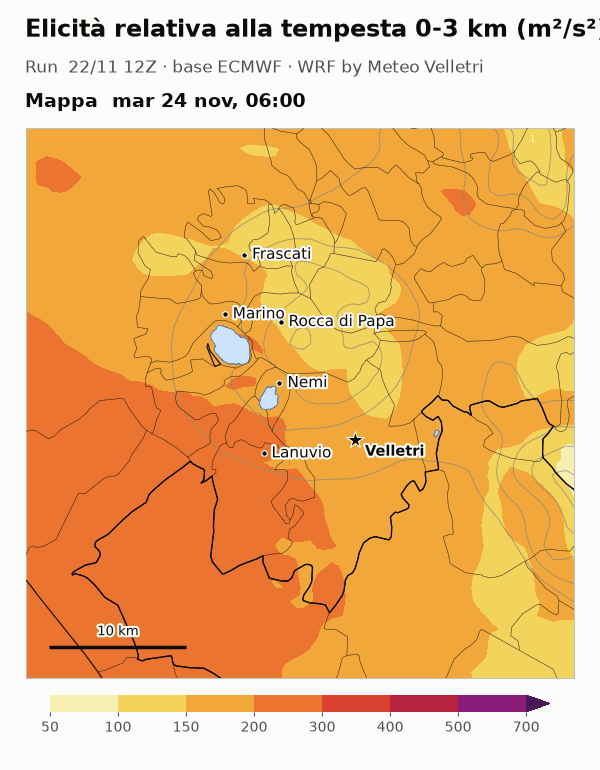 Elicità relativa alla tempesta 0-3 km (m²/s²)
Run  22/11 12Z · base ECMWF · WRF by Meteo Velletri
Mappa  mar 24 nov, 06:00
Frascati
Marino
Rocca di Papa
Nemi
Velletri
Lanuvio
10 km
50 100 150 200 300 400 500 700